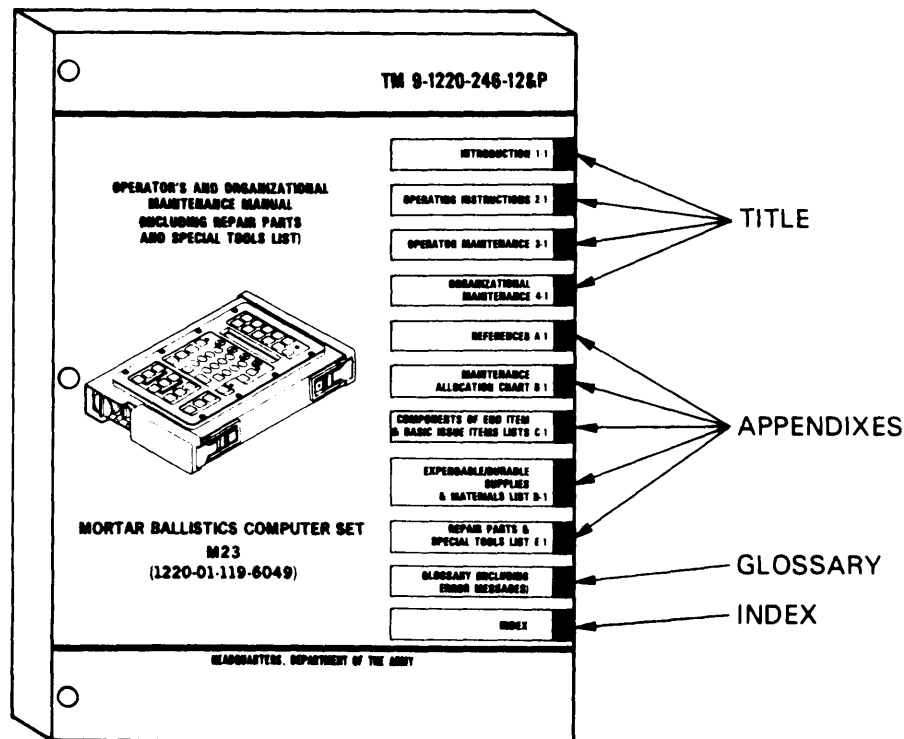 TM 9-1220-246-12&P
OPERATOR'S AND ORGANIZATIONAL
MAINTENANCE MANUAL
(INCLUDING REPAIR PARTS
AND SPECIAL TOOLS LIST)
MORTAR BALLISTICS COMPUTER SET
M23
(1220-01-119-6049)
INTRODUCTION 1-1
OPERATING INSTRUCTIONS 2-1
OPERATOR MAINTENANCE 3-1
ORGANIZATIONAL
MAINTENANCE 4-1
REFERENCES A-1
MAINTENANCE
ALLOCATION CHART B-1
COMPONENTS OF END ITEM
& BASIC ISSUE ITEMS LISTS C-1
EXPENDABLE/DURABLE
SUPPLIES
& MATERIALS LIST D-1
REPAIR PARTS &
SPECIAL TOOLS LIST E-1
GLOSSARY (INCLUDING
ERROR MESSAGES)
INDEX
HEADQUARTERS, DEPARTMENT OF THE ARMY
TITLE
APPENDIXES
GLOSSARY
INDEX